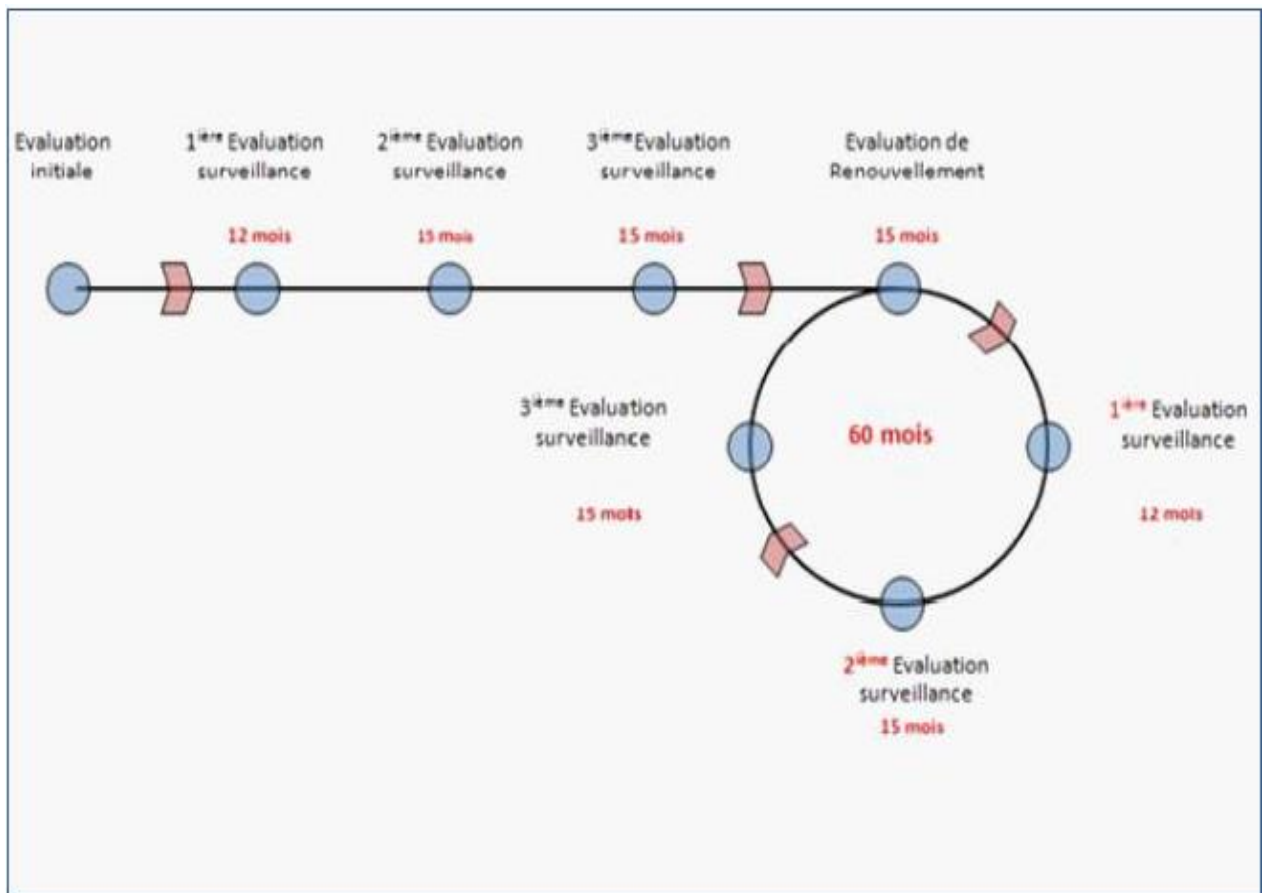 Evaluation
initiale
1ière Evaluation
surveillance
12 mois
2ième Evaluation
surveillance
15 mois
3ième Evaluation
surveillance
15 mois
Evaluation de
Renouvellement
15 mois
60 mois
1ière Evaluation
surveillance
12 mois
2ième Evaluation
surveillance
15 mois
3ième Evaluation
surveillance
15 mois